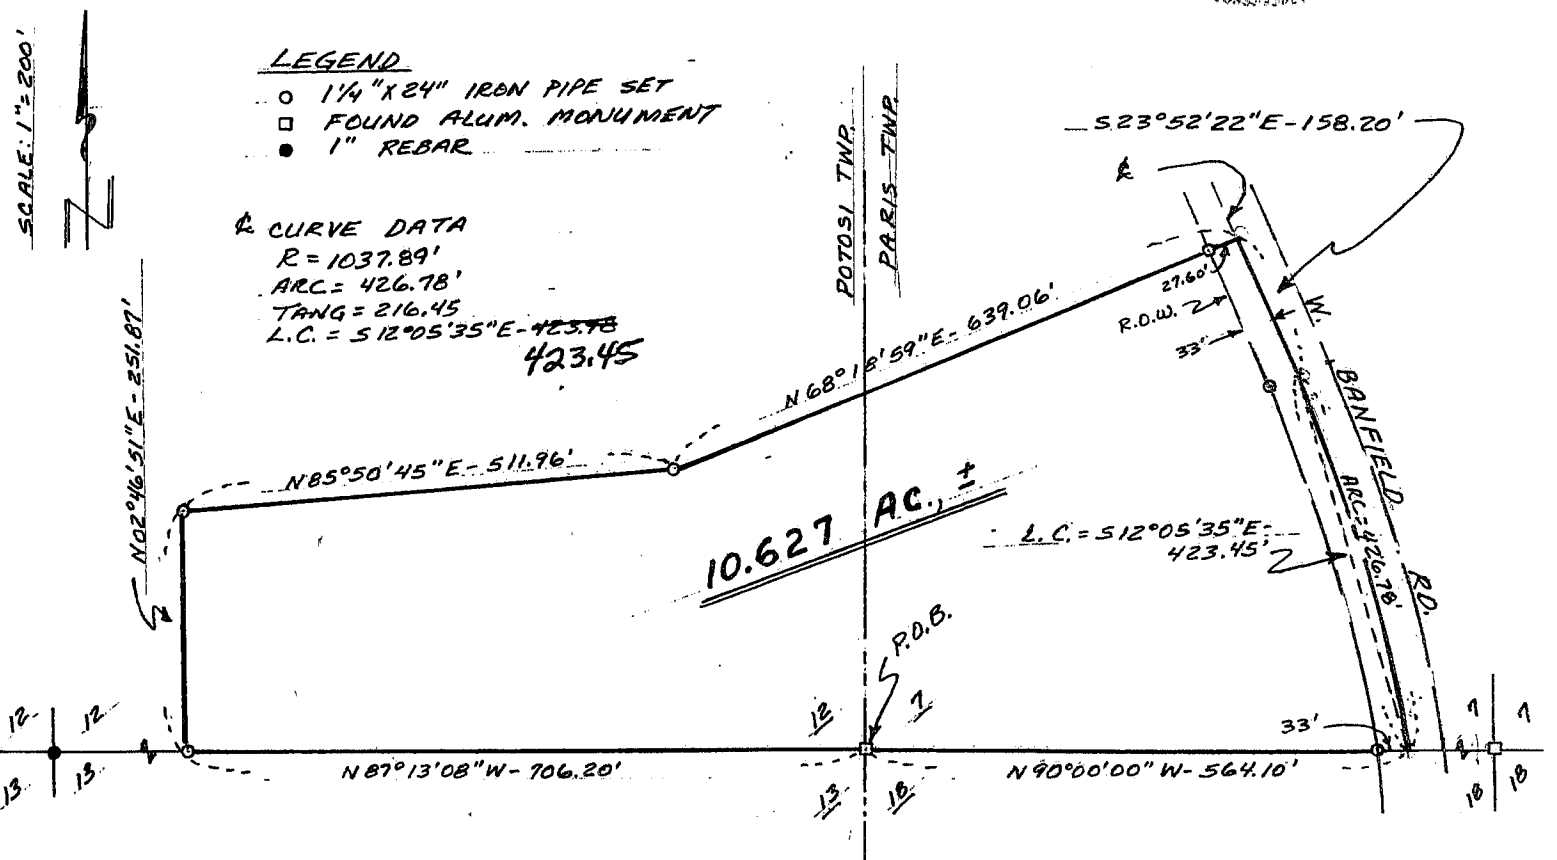 SCALE: 1"=200'
LEGEND
1¼"X24" IRON PIPE SET
FOUND ALUM. MONUMENT
1" REBAR
℄ CURVE DATA
R = 1037.89'
ARC = 426.78'
TANG = 216.45
L.C. = S12°05'35"E-423.78
423.45
POTOSI TWP.
PARIS TWP.
S23°52'22"E-158.20'
℄
27.60'
R.O.W.
33'
W. BANFIELD RD.
N02°46'51"E-251.87'
N85°50'45"E-511.96'
N68°18'59"E-639.06'
10.627 AC., ±
L.C. = S12°05'35"E-
423.45'
ARC=426.78'
P.O.B.
12 12
12 7
33'
7 7
13 13
N87°13'08"W-706.20'
13 18
N90°00'00"W-564.10'
18 18